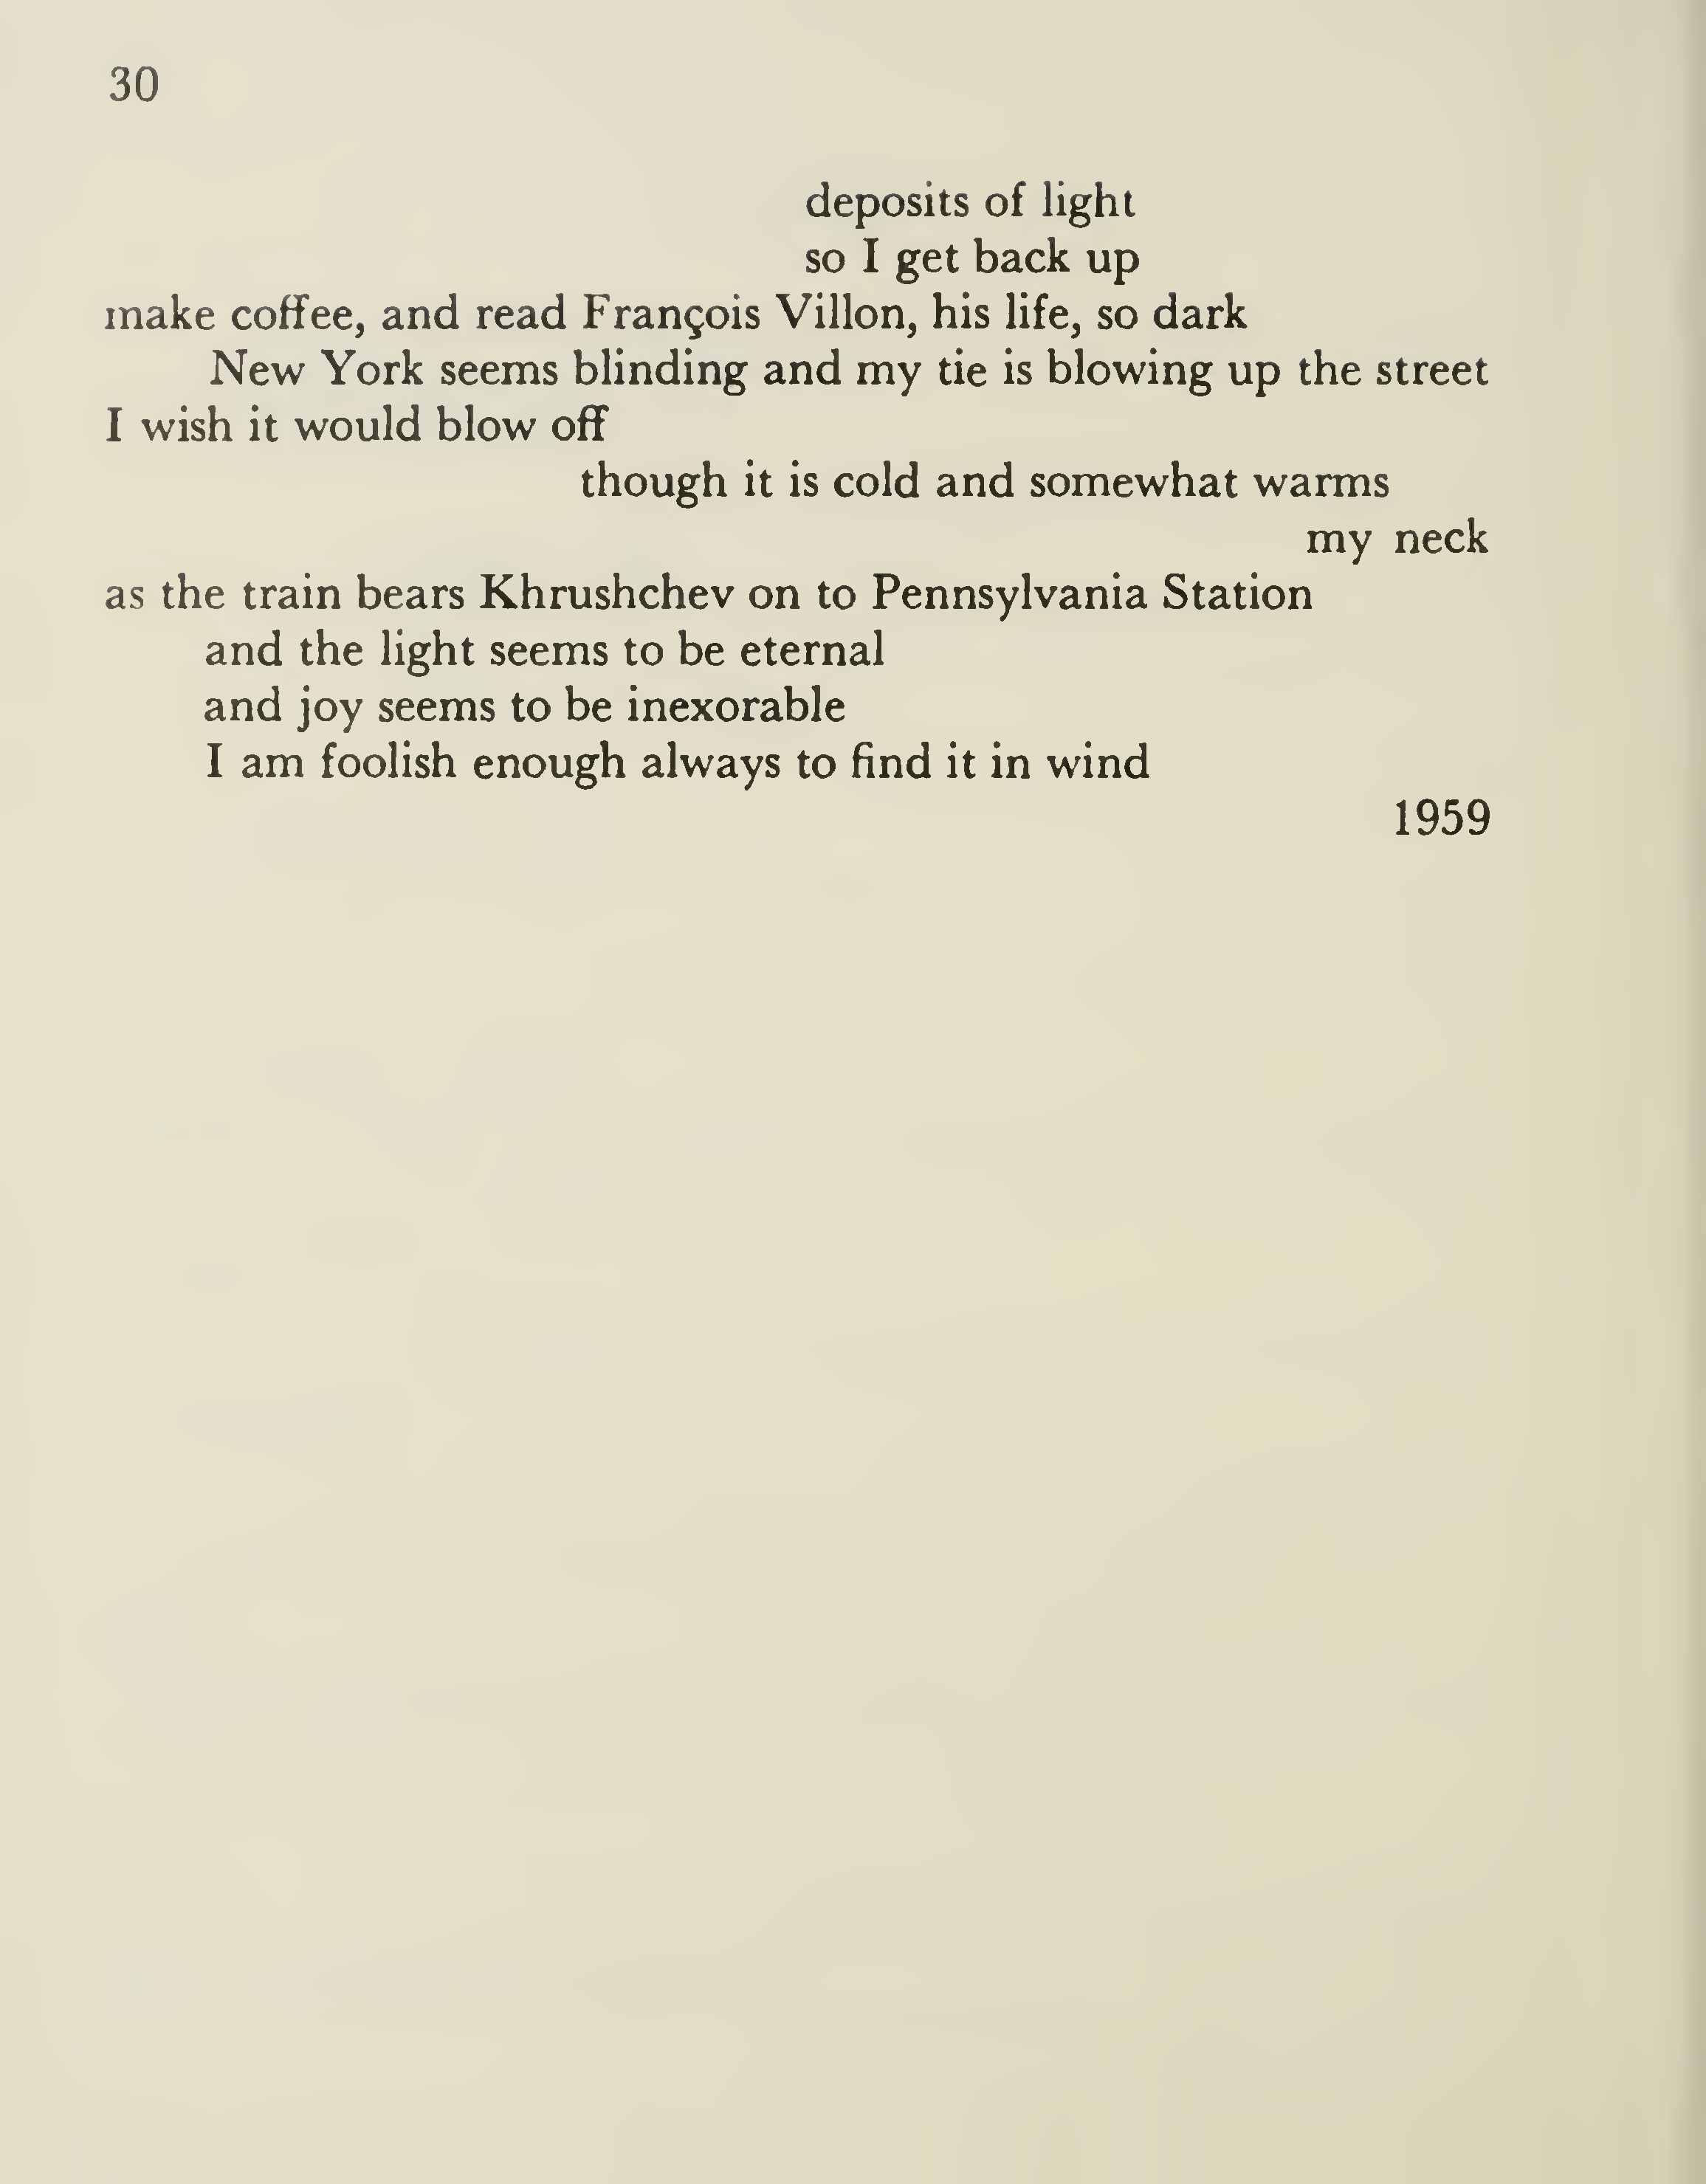 30
deposits of light
so I get back up
make coffee, and read François Villon, his life, so dark
New York seems blinding and my tie is blowing up the street
I wish it would blow off
though it is cold and somewhat warms
my neck
as the train bears Khrushchev on to Pennsylvania Station
and the light seems to be eternal
and joy seems to be inexorable
I am foolish enough always to find it in wind
1959